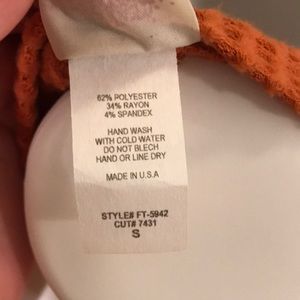 62% POLYESTER
34% RAYON
4% SPANDEX
HAND WASH
WITH COLD WATER
DO NOT BLECH
HAND OR LINE DRY
MADE IN U.S.A
STYLE# FT-5942
CUT# 7431
S